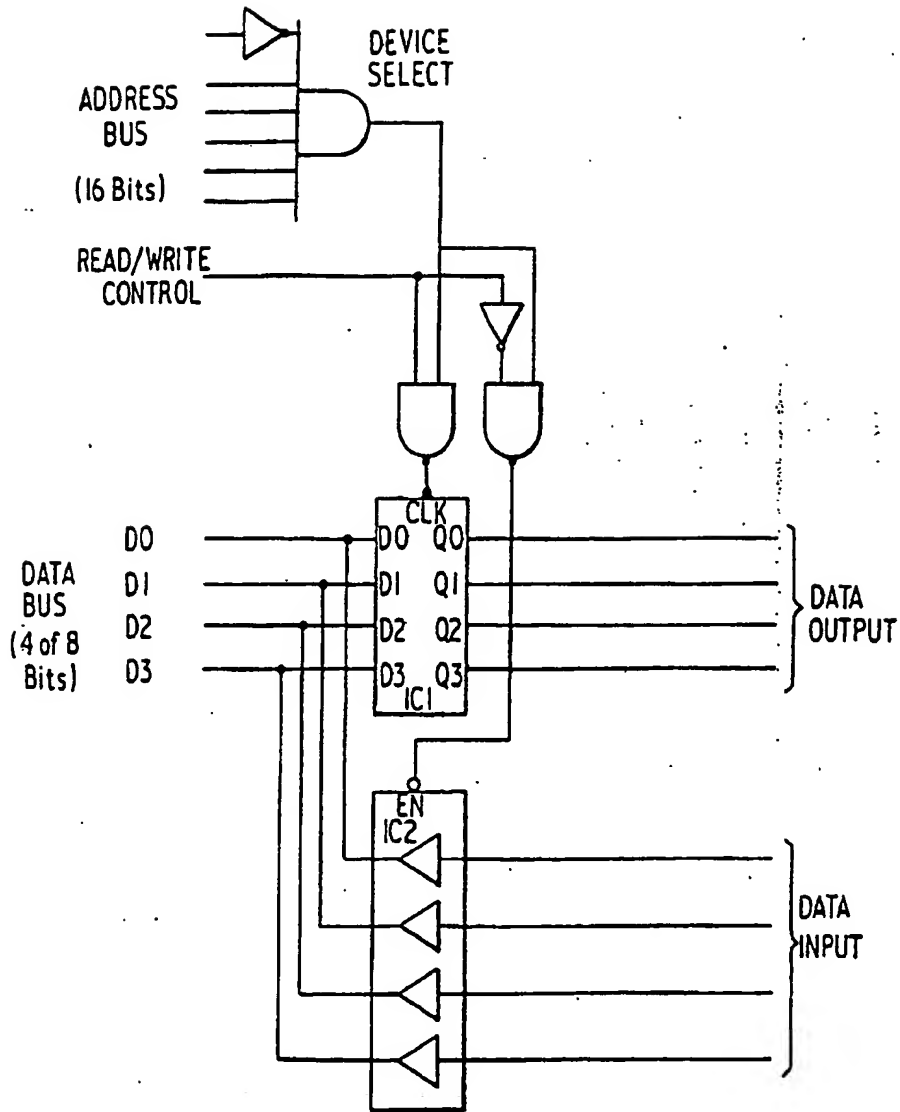 DEVICE
SELECT
ADDRESS
BUS
(16 Bits)
READ/WRITE
CONTROL
CLK
D0
D1
D2
D3
DATA
BUS
(4 of 8
Bits)
D0
D1
D2
D3
Q0
Q1
Q2
Q3
IC1
DATA
OUTPUT
EN
IC2
DATA
INPUT